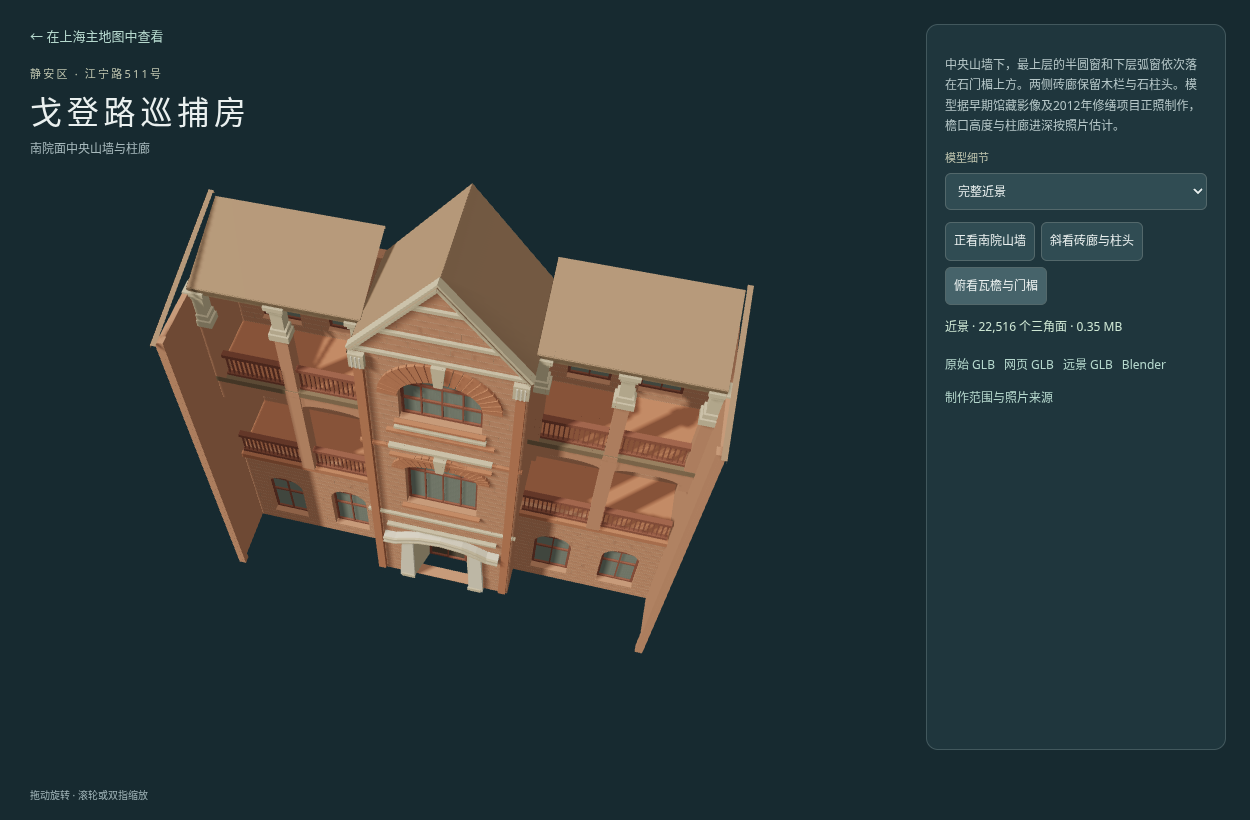 ← 在上海主地图中查看
静安区 · 江宁路511号
戈登路巡捕房
南院面中央山墙与柱廊
中央山墙下，最上层的半圆窗和下层弧窗依次落
在石门楣上方。两侧砖廊保留木栏与石柱头。模
型据早期馆藏影像及2012年修缮项目正照制作，
檐口高度与柱廊进深按照片估计。
模型细节
完整近景
正看南院山墙 斜看砖廊与柱头
俯看瓦檐与门楣
近景 · 22,516 个三角面 · 0.35 MB
原始 GLB 网页 GLB 远景 GLB Blender
制作范围与照片来源
拖动旋转 · 滚轮或双指缩放